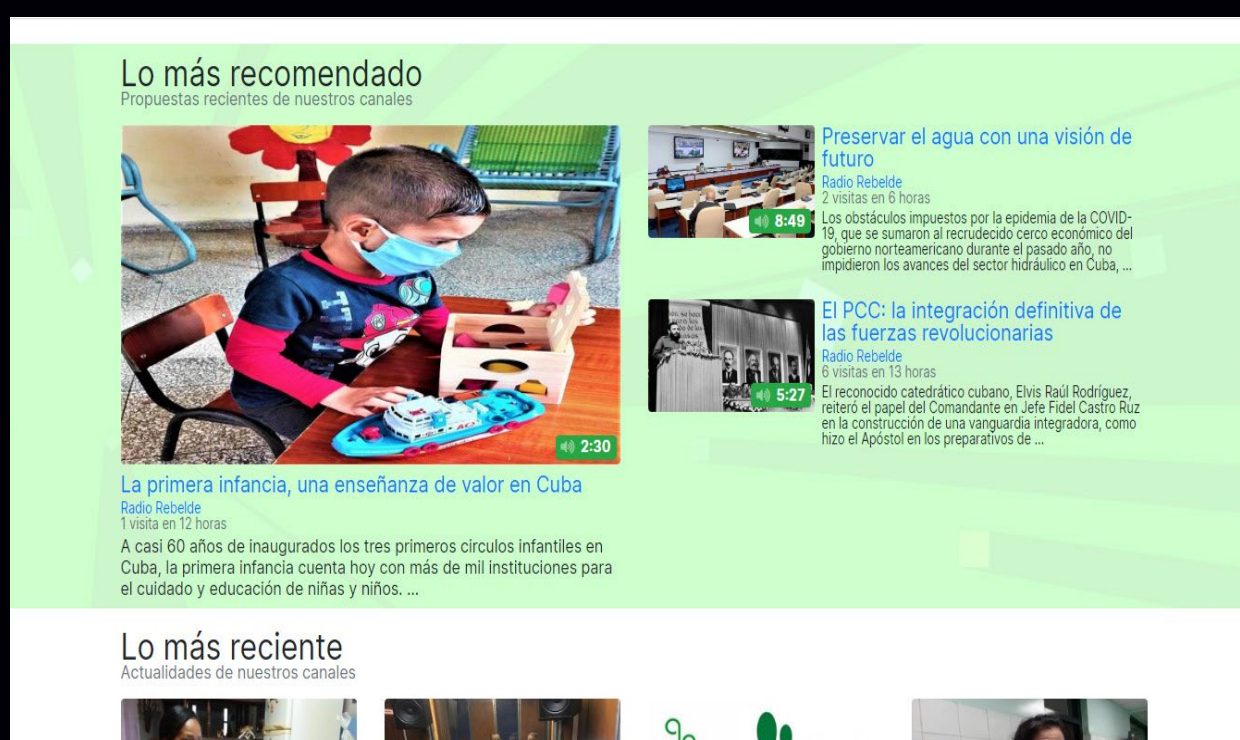 Lo más recomendado
Propuestas recientes de nuestros canales
2:30
La primera infancia, una enseñanza de valor en Cuba
Radio Rebelde
1 visita en 12 horas
A casi 60 años de inaugurados los tres primeros circulos infantiles en
Cuba, la primera infancia cuenta hoy con más de mil instituciones para
el cuidado y educación de niñas y niños. ...
8:49
Preservar el agua con una visión de
futuro
Radio Rebelde
2 visitas en 6 horas
Los obstáculos impuestos por la epidemia de la COVID-
19, que se sumaron al recrudecido cerco económico del
gobierno norteamericano durante el pasado año, no
impidieron los avances del sector hidráulico en Cuba, ...
5:27
El PCC: la integración definitiva de
las fuerzas revolucionarias
Radio Rebelde
6 visitas en 13 horas
El reconocido catedrático cubano, Elvis Raúl Rodríguez,
reiteró el papel del Comandante en Jefe Fidel Castro Ruz
en la construcción de una vanguardia integradora, como
hizo el Apóstol en los preparativos de ...
Lo más reciente
Actualidades de nuestros canales